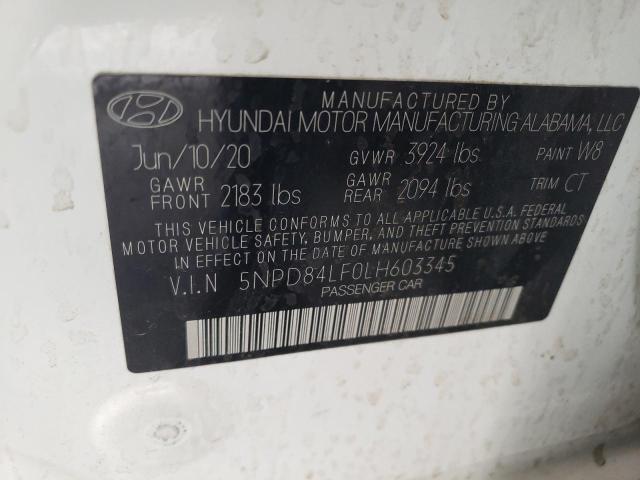 MANUFACTURED BY
HYUNDAI MOTOR MANUFACTURING ALABAMA, LLC
Jun/10/20 GVWR 3924 lbs PAINT W8
GAWR FRONT 2183 lbs GAWR REAR 2094 lbs TRIM CT
THIS VEHICLE CONFORMS TO ALL APPLICABLE U.S.A. FEDERAL
MOTOR VEHICLE SAFETY, BUMPER, AND THEFT PREVENTION STANDARDS
IN EFFECT ON THE DATE OF MANUFACTURE SHOWN ABOVE.
V.I.N 5NPD84LF0LH603345
PASSENGER CAR